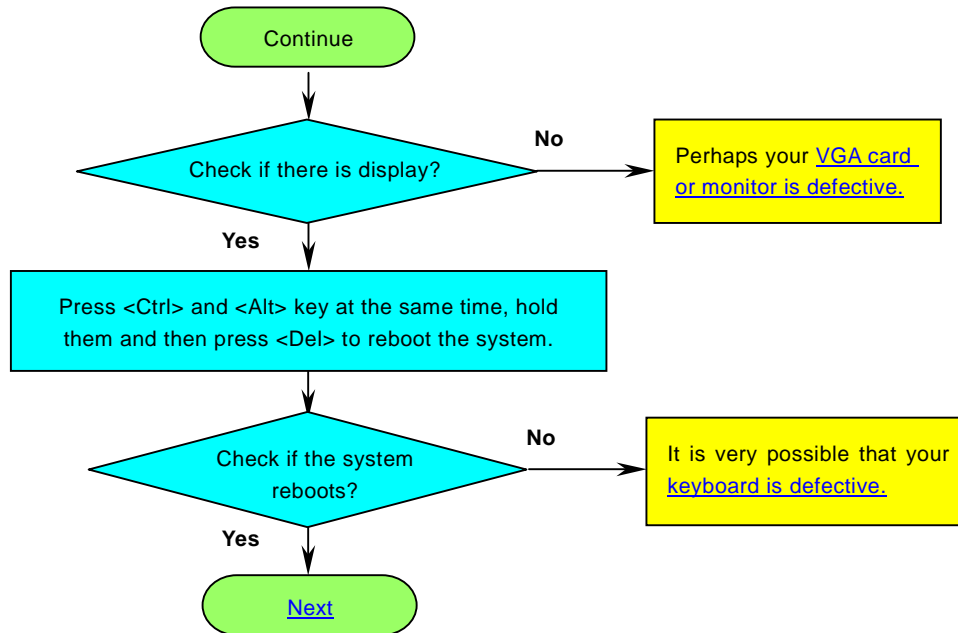 Continue
Check if there is display?
No
Perhaps your VGA card
or monitor is defective.
Yes
Press <Ctrl> and <Alt> key at the same time, hold
them and then press <Del> to reboot the system.
Check if the system
reboots?
No
It is very possible that your
keyboard is defective.
Yes
Next